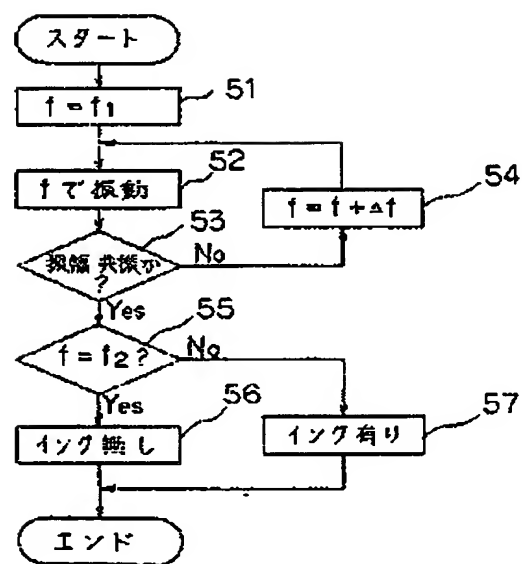 スタート
f = f1
51
fで振動
52
f = f + Δf
54
振幅 共振か
?
53
No
Yes
f = f2 ?
55
No
Yes
インク無し
56
インク有り
57
エンド